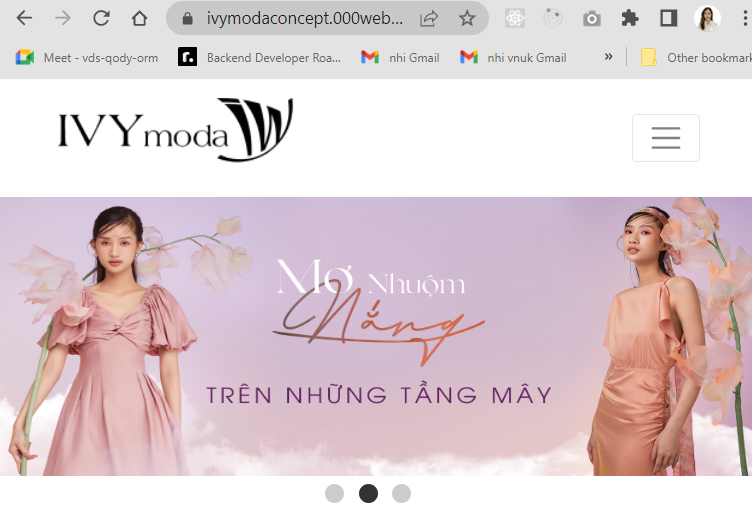 ivymodaconcept.000web...
Meet - vds-qody-orm
Backend Developer Roa...
nhi Gmail
nhi vnuk Gmail
»
Other bookmar
IVYmoda
Mơ Nhuộm
Nắng
TRÊN NHỮNG TẦNG MÂY